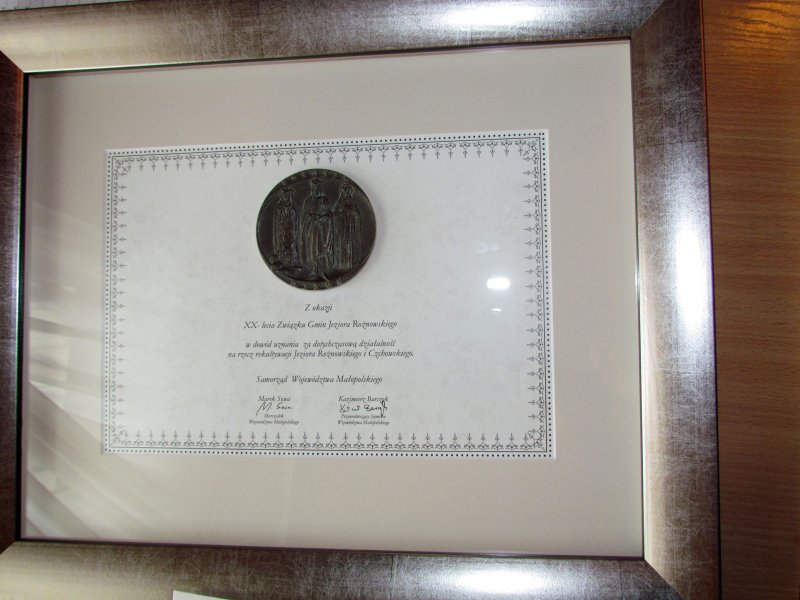 Z okazji
XX- lecia Związku Gmin Jeziora Rożnowskiego
w dowód uznania za dotychczasową działalność
na rzecz rekultywacji Jeziora Rożnowskiego i Czchowskiego.
Samorząd Województwa Małopolskiego
Marek Sowa
Kazimierz Barczyk
Marszałek
Województwa Małopolskiego
Przewodniczący Sejmiku
Województwa Małopolskiego